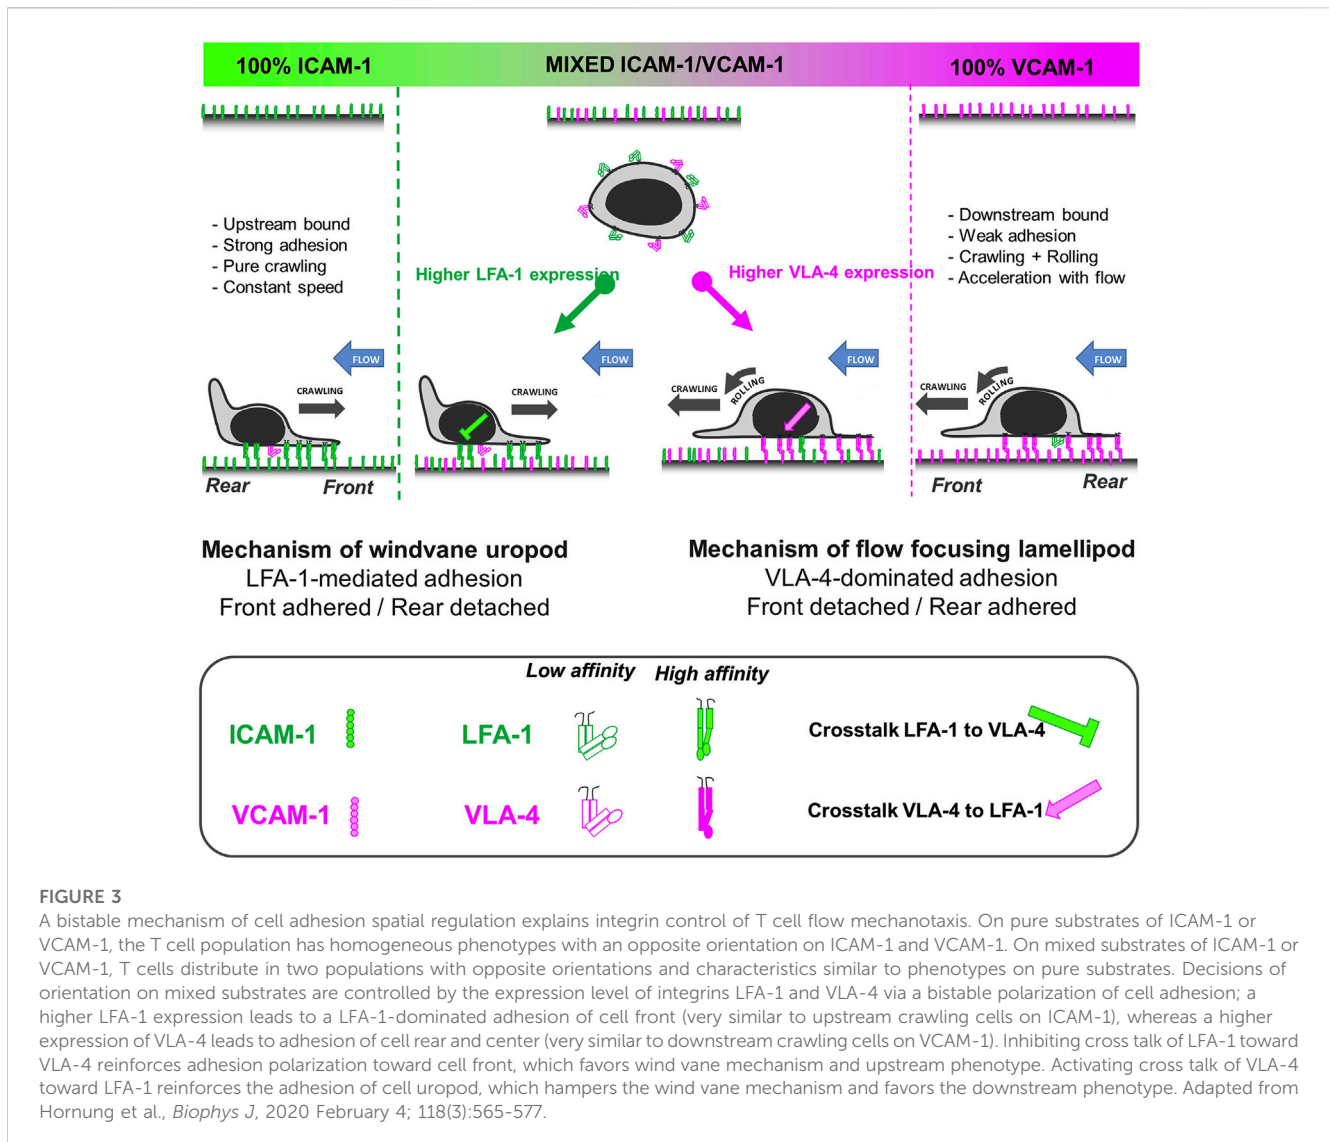 100% ICAM-1
MIXED ICAM-1/VCAM-1
100% VCAM-1
- Upstream bound
- Strong adhesion
- Pure crawling
- Constant speed
Higher LFA-1 expression
Higher VLA-4 expression
- Downstream bound
- Weak adhesion
- Crawling + Rolling
- Acceleration with flow
FLOW
CRAWLING
FLOW
CRAWLING
FLOW
CRAWLING
ROLLING
FLOW
CRAWLING
ROLLING
Rear
Front
Front
Rear
Mechanism of windvane uropod
LFA-1-mediated adhesion
Front adhered / Rear detached
Mechanism of flow focusing lamellipod
VLA-4-dominated adhesion
Front detached / Rear adhered
Low affinity
High affinity
ICAM-1
LFA-1
Crosstalk LFA-1 to VLA-4
VCAM-1
VLA-4
Crosstalk VLA-4 to LFA-1
FIGURE 3
A bistable mechanism of cell adhesion spatial regulation explains integrin control of T cell flow mechanotaxis. On pure substrates of ICAM-1 or
VCAM-1, the T cell population has homogeneous phenotypes with an opposite orientation on ICAM-1 and VCAM-1. On mixed substrates of ICAM-1 or
VCAM-1, T cells distribute in two populations with opposite orientations and characteristics similar to phenotypes on pure substrates. Decisions of
orientation on mixed substrates are controlled by the expression level of integrins LFA-1 and VLA-4 via a bistable polarization of cell adhesion; a
higher LFA-1 expression leads to a LFA-1-dominated adhesion of cell front (very similar to upstream crawling cells on ICAM-1), whereas a higher
expression of VLA-4 leads to adhesion of cell rear and center (very similar to downstream crawling cells on VCAM-1). Inhibiting cross talk of LFA-1 toward
VLA-4 reinforces adhesion polarization toward cell front, which favors wind vane mechanism and upstream phenotype. Activating cross talk of VLA-4
toward LFA-1 reinforces the adhesion of cell uropod, which hampers the wind vane mechanism and favors the downstream phenotype. Adapted from
Hornung et al., Biophys J, 2020 February 4; 118(3):565-577.